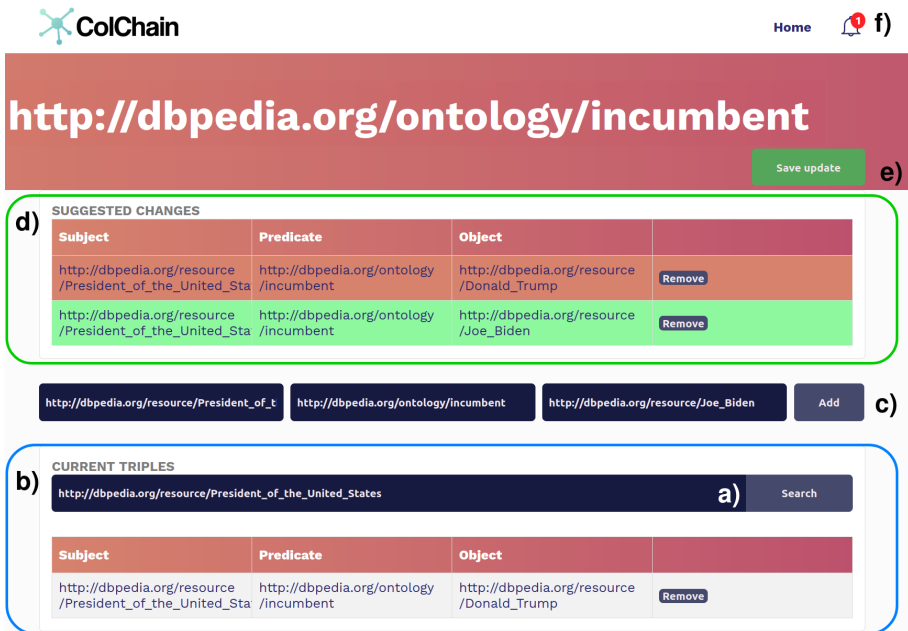 ColChain
Home
1
f)
http://dbpedia.org/ontology/incumbent
Save update
e)
d)
SUGGESTED CHANGES
Subject Predicate Object
http://dbpedia.org/resource http://dbpedia.org/ontology http://dbpedia.org/resource
/President_of_the_United_Sta /incumbent /Donald_Trump
Remove
http://dbpedia.org/resource http://dbpedia.org/ontology http://dbpedia.org/resource
/President_of_the_United_Sta /incumbent /Joe_Biden
Remove
http://dbpedia.org/resource/President_of_t http://dbpedia.org/ontology/incumbent http://dbpedia.org/resource/Joe_Biden Add
c)
b)
CURRENT TRIPLES
http://dbpedia.org/resource/President_of_the_United_States a) Search
Subject Predicate Object
http://dbpedia.org/resource http://dbpedia.org/ontology http://dbpedia.org/resource
/President_of_the_United_Sta /incumbent /Donald_Trump
Remove